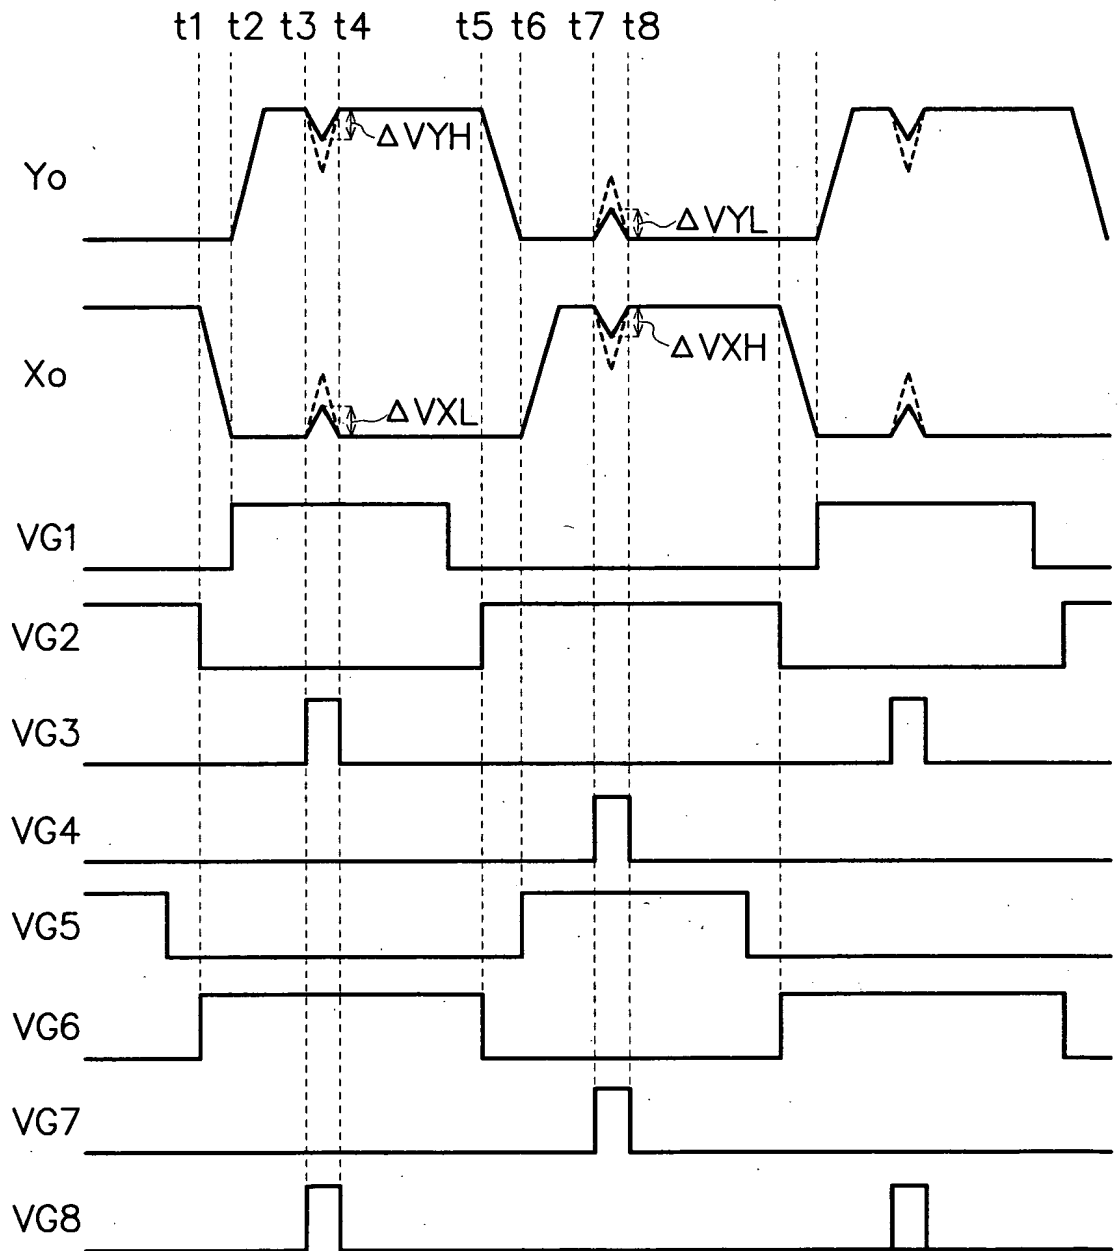 t1 t2 t3 t4 t5 t6 t7 t8
ΔVYH
Yo
ΔVYL
ΔVXH
Xo
ΔVXL
VG1
VG2
VG3
VG4
VG5
VG6
VG7
VG8